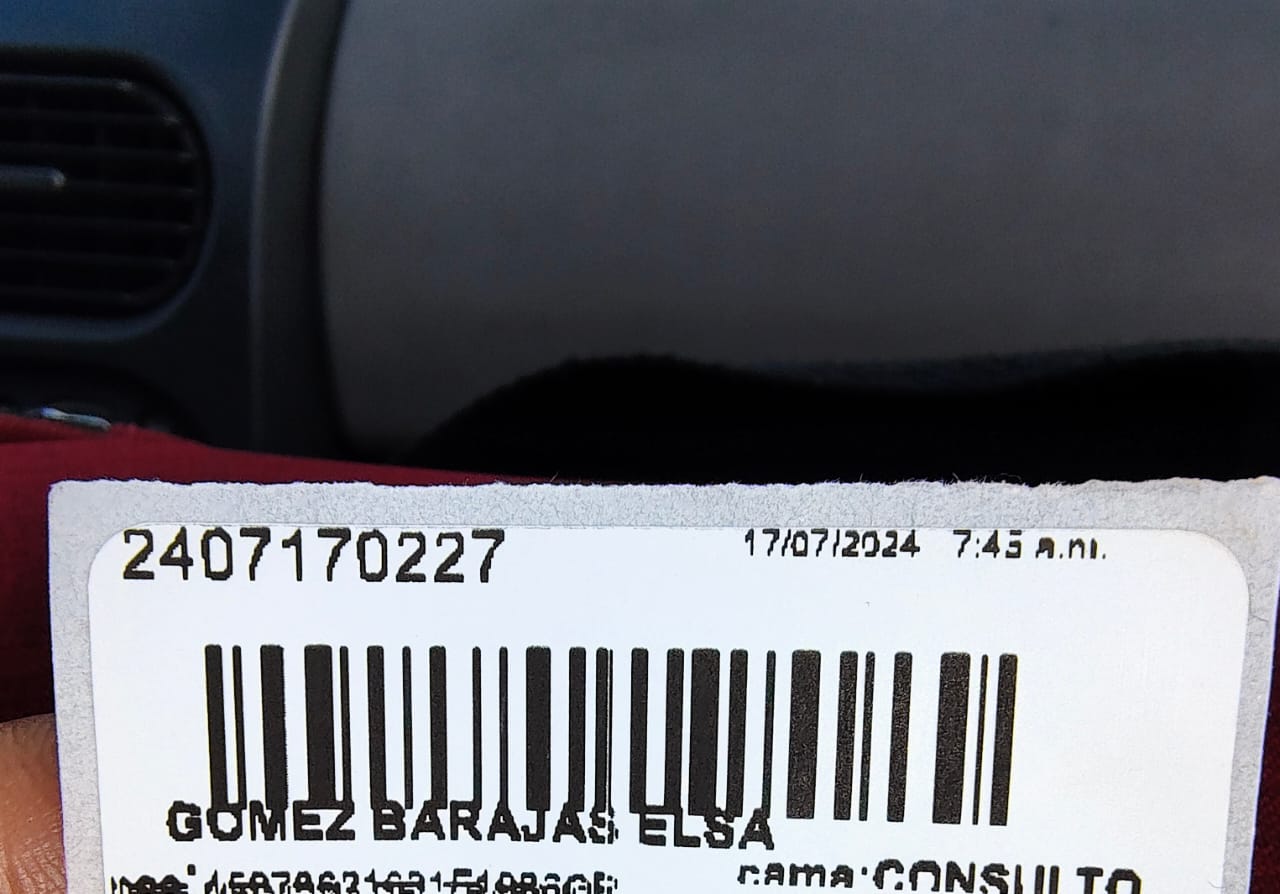 2407170227 17/07/2024 7:45 a.m.
GOMEZ BARAJAS ELSA
cama:CONSULTO